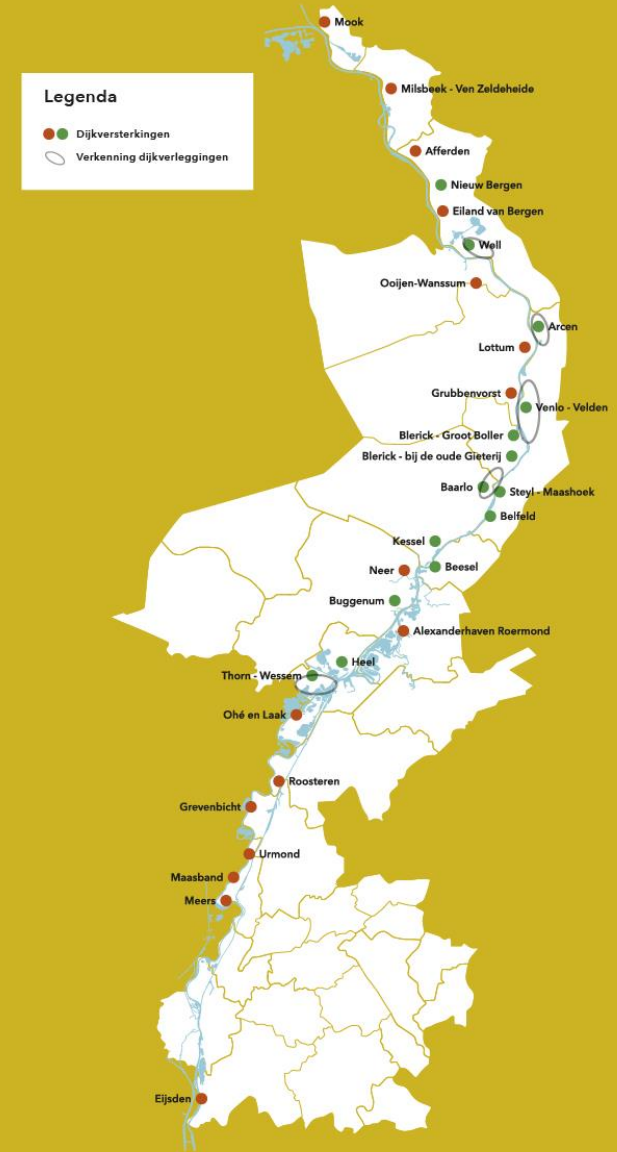 Mook
Legenda
Milsbeek - Ven Zeldeheide
Dijkversterkingen
Afferden
Verkenning dijkverleggingen
Nieuw Bergen
Eiland van Bergen
Well
Ooijen-Wanssum
Arcen
Lottum
Grubbenvorst
Venlo - Velden
Blerick - Groot Boller
Blerick - bij de oude Gieterij
Baarlo
Steyl - Maashoek
Belfeld
Kessel
Neer
Beesel
Buggenum
Alexanderhaven Roermond
Heel
Thorn - Wessem
Ohé en Laak
Roosteren
Grevenbicht
Urmond
Maasband
Meers
Eijsden